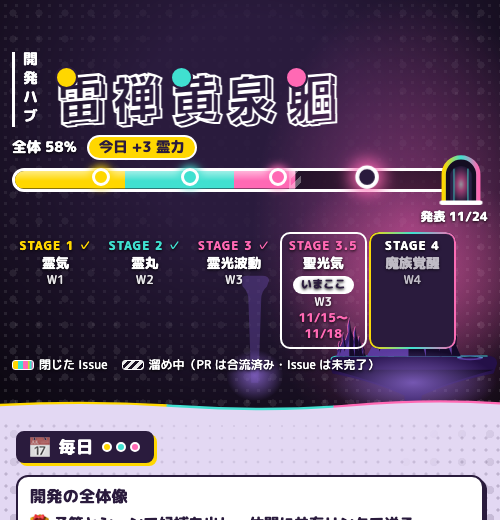 開発ハブ
雷禅 黄泉 軀
全体 58% 今日 +3 霊力
発表 11/24
STAGE 1 ✓
霊気
W1
STAGE 2 ✓
霊丸
W2
STAGE 3 ✓
霊光波動
W3
STAGE 3.5
聖光気
いまここ
W3
11/15〜
11/18
STAGE 4
魔族覚醒
W4
閉じた Issue 溜め中（PR は合流済み・Issue は未完了）
17 毎日
開発の全体像